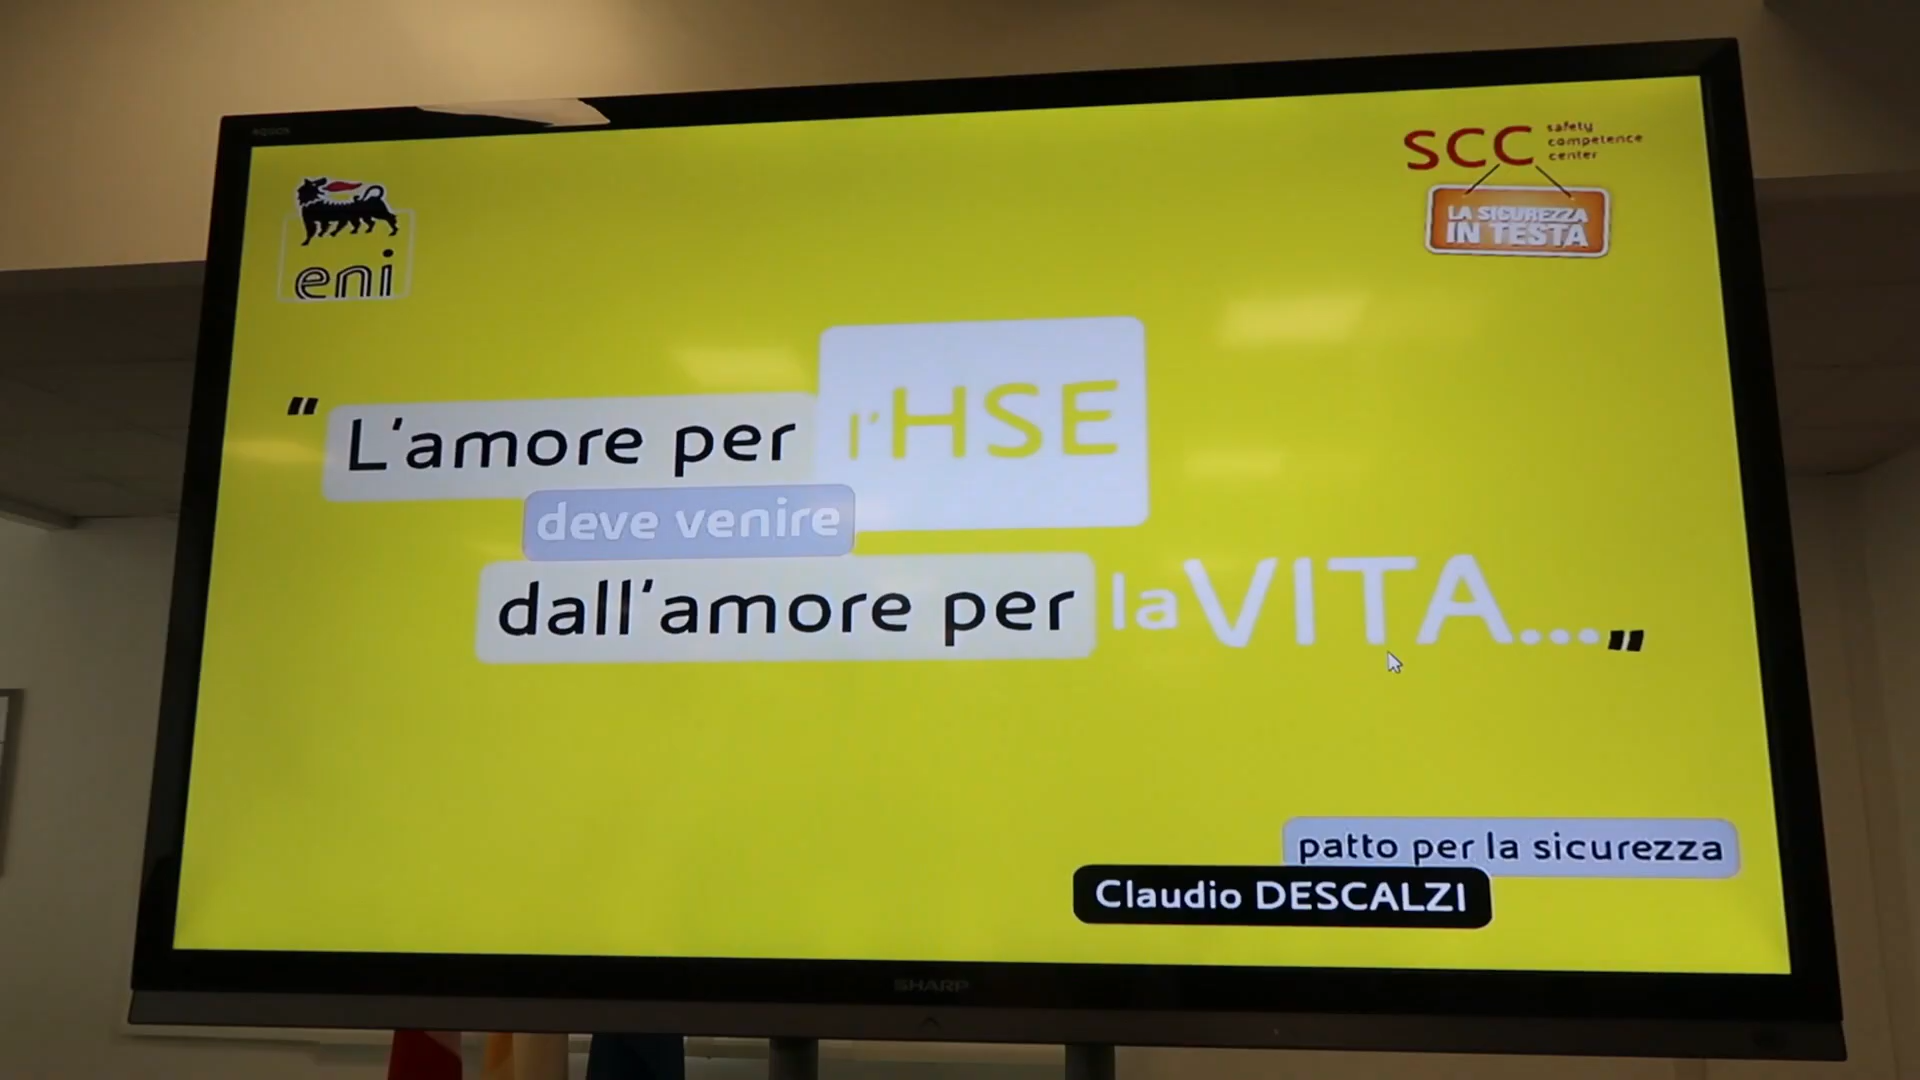 AQUOS
SCC safety
competence
center
LA SICUREZZA
IN TESTA
eni
“ L’amore per l’HSE
deve venire
dall’amore per la VITA... „
patto per la sicurezza
Claudio DESCALZI
SHARP